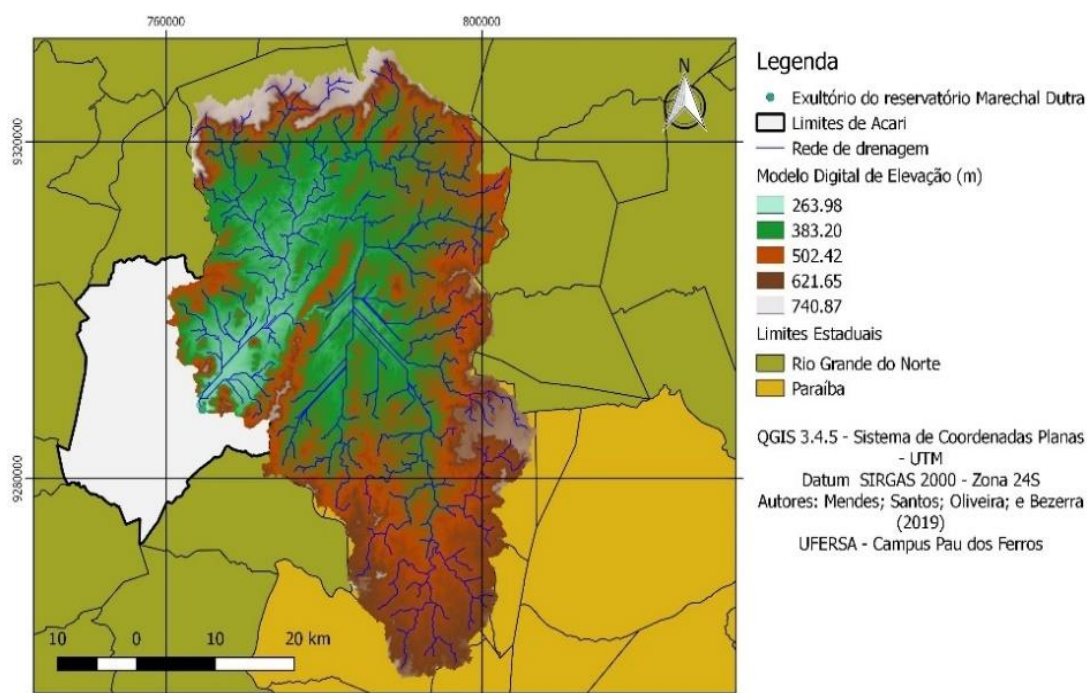 760000
800000
9320000
9280000
N
10 0 10 20 km
Legenda
Exultório do reservatório Marechal Dutra
Limites de Acari
Rede de drenagem
Modelo Digital de Elevação (m)
263.98
383.20
502.42
621.65
740.87
Limites Estaduais
Rio Grande do Norte
Paraíba
QGIS 3.4.5 - Sistema de Coordenadas Planas
- UTM
Datum SIRGAS 2000 - Zona 24S
Autores: Mendes; Santos; Oliveira; e Bezerra
(2019)
UFERSA - Campus Pau dos Ferros